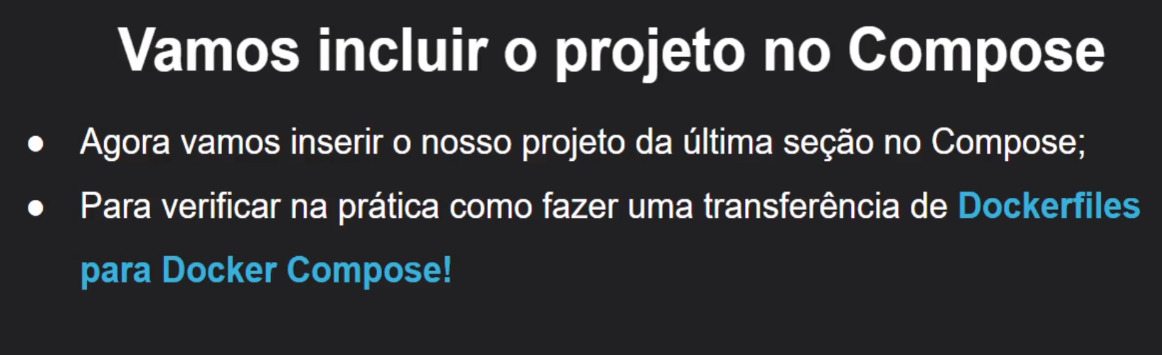 Vamos incluir o projeto no Compose
● Agora vamos inserir o nosso projeto da última seção no Compose;
● Para verificar na prática como fazer uma transferência de Dockerfiles
para Docker Compose!